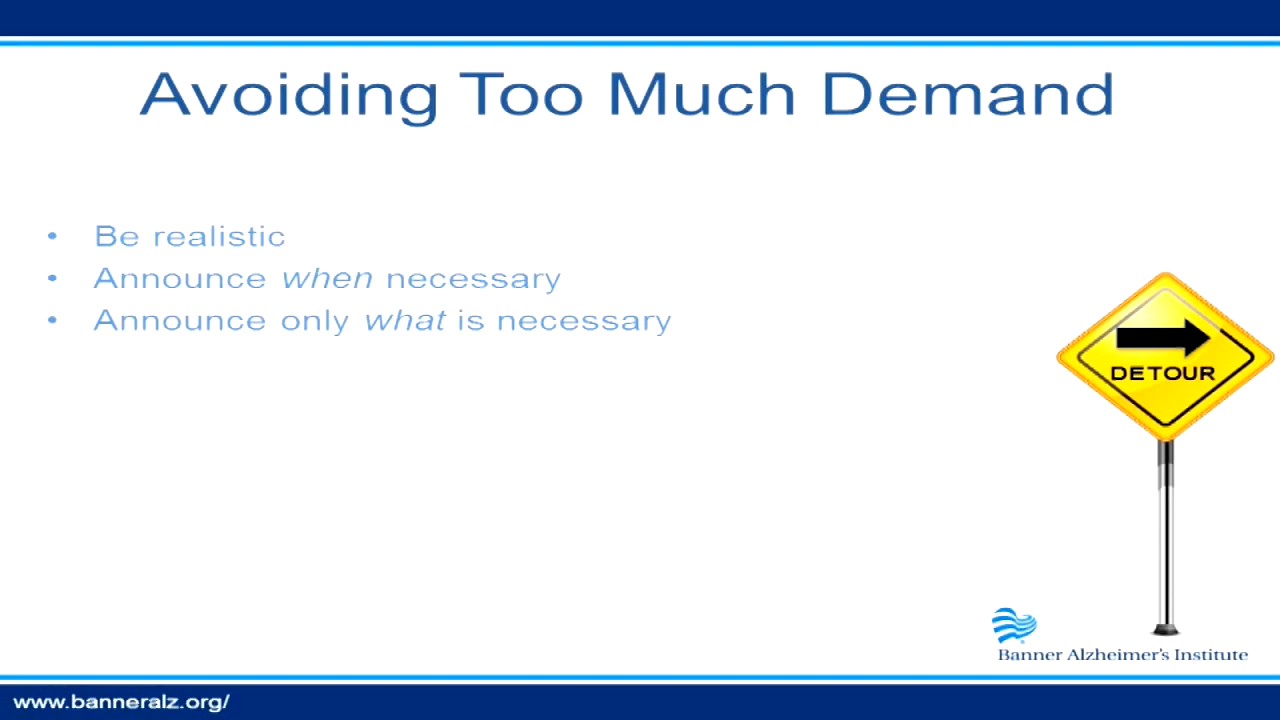 Avoiding Too Much Demand
• Be realistic
• Announce when necessary
• Announce only what is necessary
DETOUR
Banner Alzheimer's Institute
www.banneralz.org/